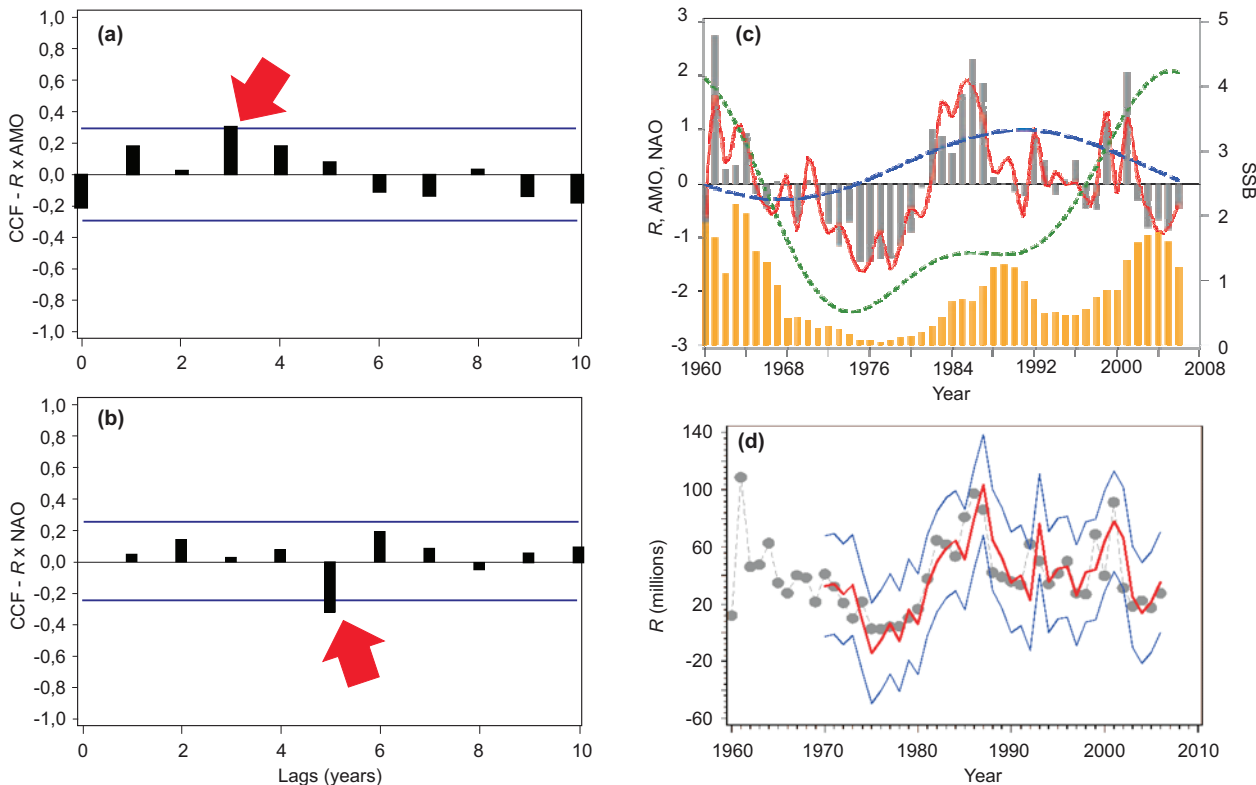 (a)
CCF - R x AMO
1,0
0,8
0,6
0,4
0,2
0,0
-0,2
-0,4
-0,6
-0,8
-1,0
0 2 4 6 8 10
(b)
CCF - R x NAO
1,0
0,8
0,6
0,4
0,2
0,0
-0,2
-0,4
-0,6
-0,8
-1,0
0 2 4 6 8 10
Lags (years)
(c)
R, AMO, NAO
3
2
1
0
-1
-2
-3
SSB
5
4
3
2
1
0
1960 1968 1976 1984 1992 2000 2008
Year
(d)
R (millions)
140
100
60
20
-20
-60
1960 1970 1980 1990 2000 2010
Year